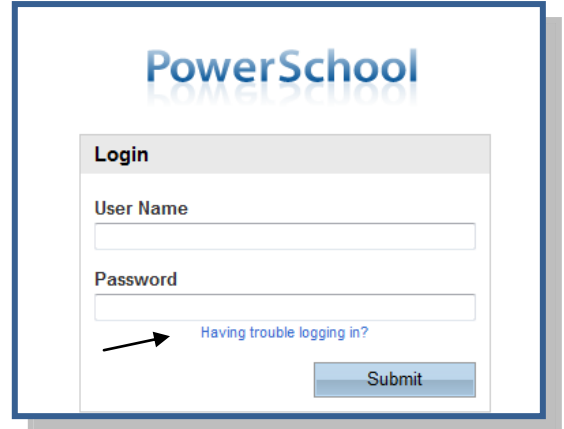 PowerSchool
Login
User Name
Password
Having trouble logging in?
Submit